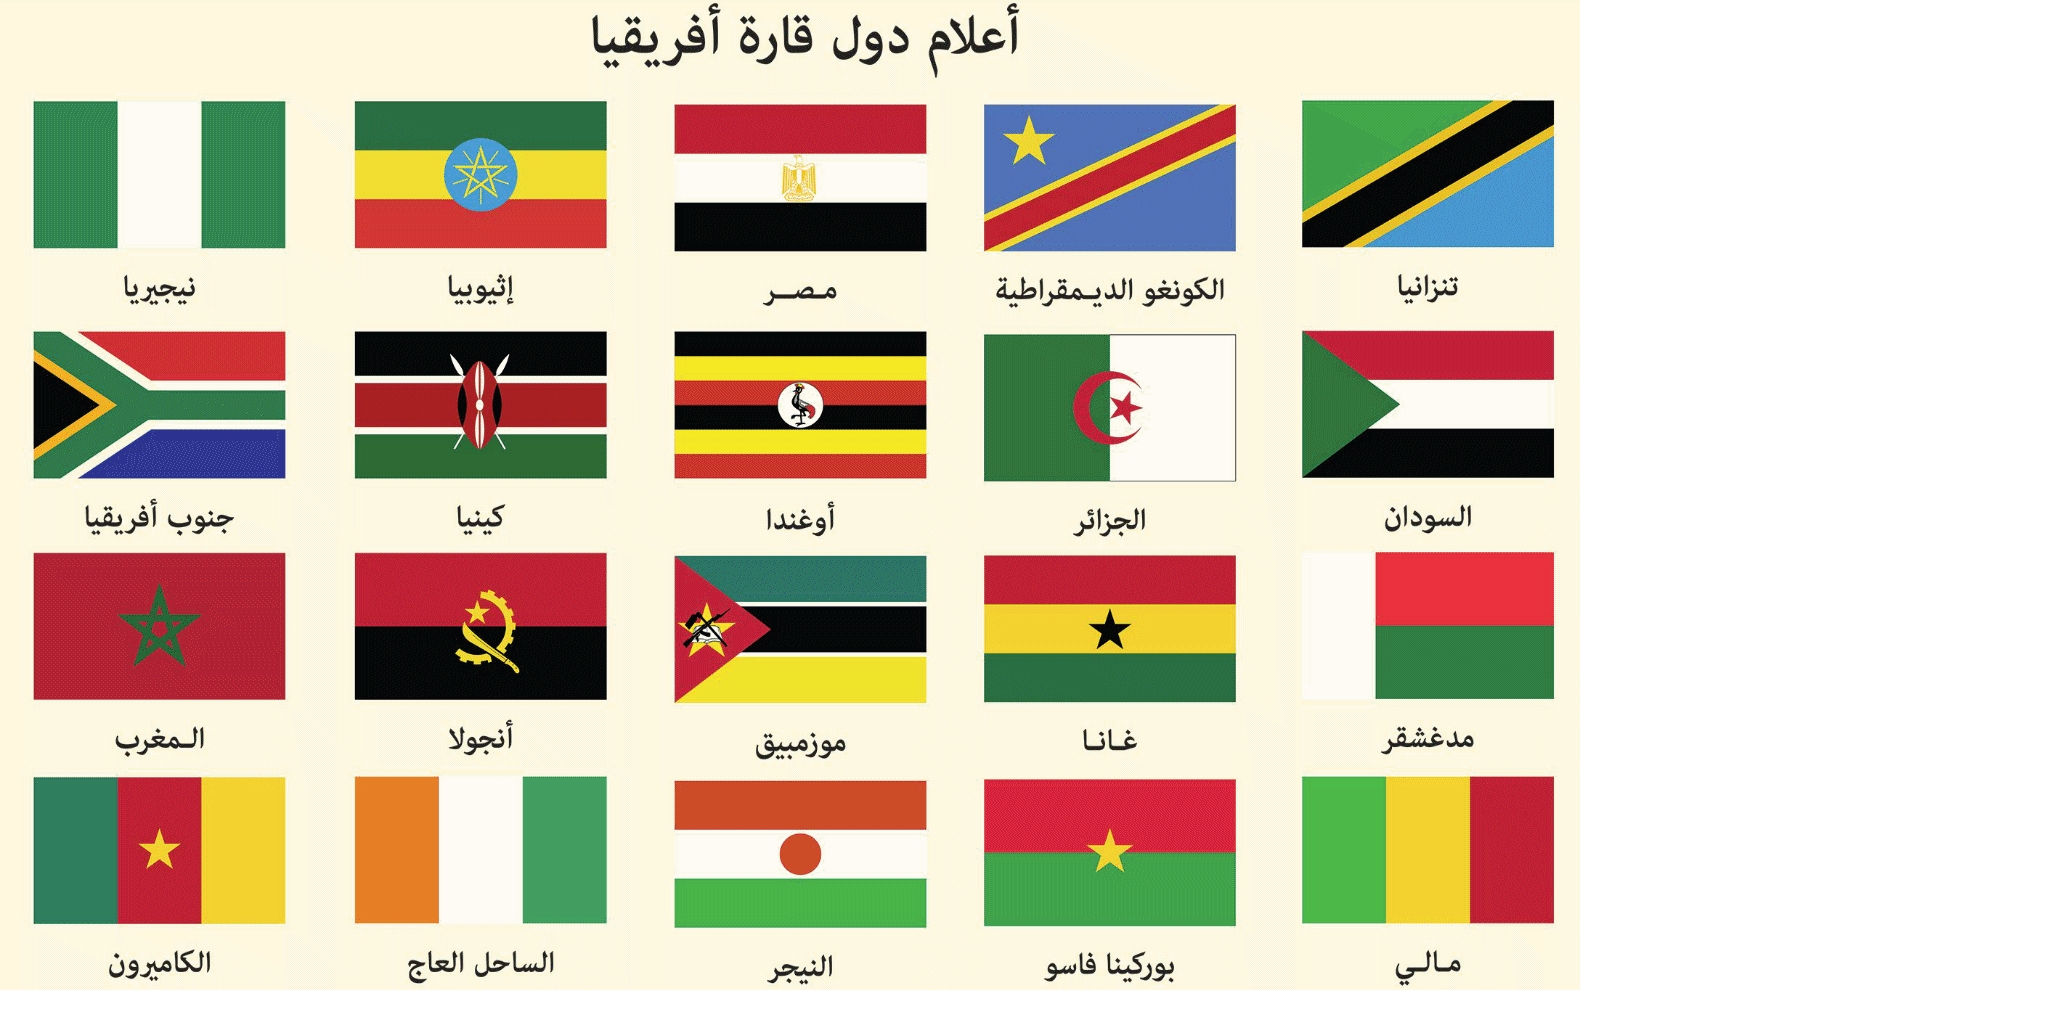 أعلام دول قارة أفريقيا
تنزانيا
الكونغو الديـمقراطية
مـصـــر
إثيوبيا
نيجيريا
السودان
الجزائر
أوغندا
كينيا
جنوب أفريقيا
مدغشقر
غـانـا
موزمبيق
أنجولا
الـمغرب
مـالـي
بوركينا فاسو
النيجر
الساحل العاج
الكاميرون